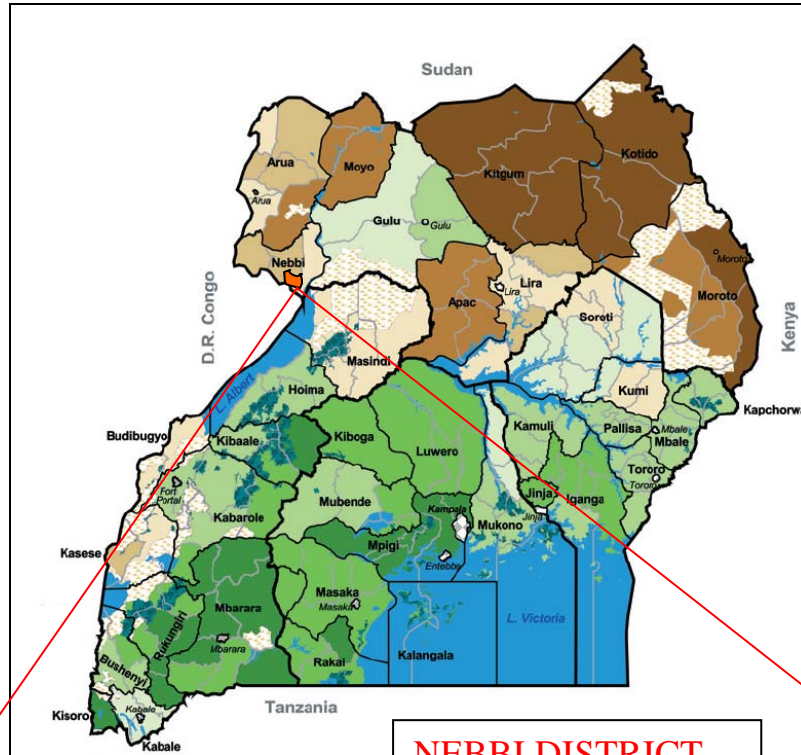 Sudan
Arua
Moyo
Kitgum
Kotido
Arua
Gulu
Gulu
Nebbi
Lira
Moroto
Apac
Lira
Moroto
Soroti
D.R. Congo
Kenya
Masindi
L. Albert
Hoima
Kumi
Kapchorwa
Budibugyo
Kibaale
Kiboga
Luwero
Kamuli
Pallisa
Mbale
Mbale
Fort
Portal
Kabarole
Mubende
Kampala
Mukono
Jinja
Iganga
Tororo
Tororo
Jinja
Kasese
Mpigi
Entebbe
Masaka
Masaka
Mbarara
Mbarara
Rukungiri
Bushenyi
Rakai
Kalangala
L. Victoria
Kisoro
Kabale
Kabale
Tanzania
NEBBI DISTRICT